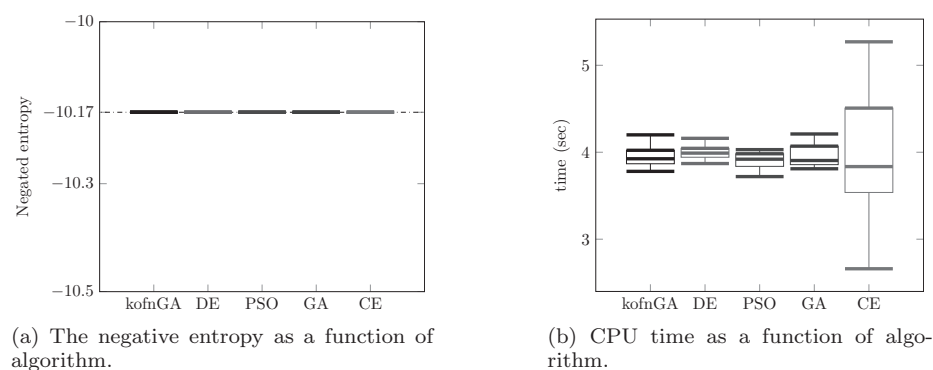 −10
−10.17
−10.3
−10.5
Negated entropy
kofnGA DE PSO GA CE
(a) The negative entropy as a function of
algorithm.
5
4
3
time (sec)
kofnGA DE PSO GA CE
(b) CPU time as a function of algo-
rithm.